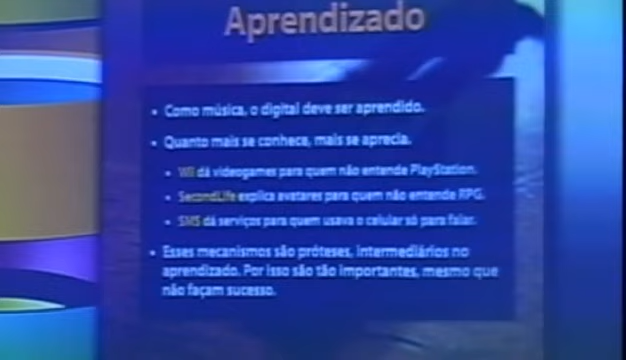 Aprendizado
• Como música, o digital deve ser aprendido.
• Quanto mais se conhece, mais se aprecia.
• Wii dá videogames para quem não entende PlayStation.
• SecondLife explica avatares para quem não entende RPG.
• SMS dá serviços para quem usava o celular só para falar.
• Esses mecanismos são próteses, intermediários no
aprendizado. Por isso são tão importantes, mesmo que
não façam sucesso.